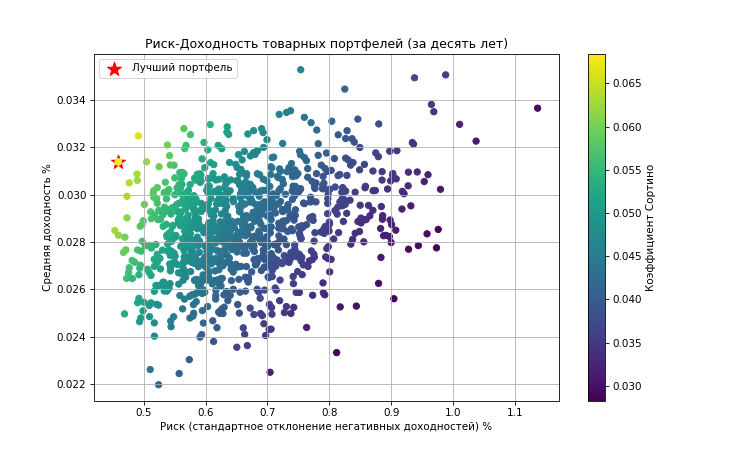 Риск-Доходность товарных портфелей (за десять лет)
Лучший портфель
Средняя доходность %
0.034
0.032
0.030
0.028
0.026
0.024
0.022
0.5 0.6 0.7 0.8 0.9 1.0 1.1
Риск (стандартное отклонение негативных доходностей) %
0.065
0.060
0.055
0.050
0.045
0.040
0.035
0.030
Коэффициент Сортино